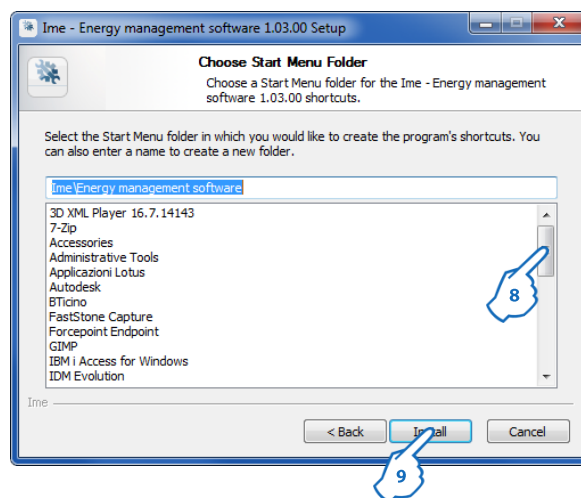 Ime - Energy management software 1.03.00 Setup
Choose Start Menu Folder
Choose a Start Menu folder for the Ime - Energy management
software 1.03.00 shortcuts.
Select the Start Menu folder in which you would like to create the program's shortcuts. You
can also enter a name to create a new folder.
Ime\Energy management software
3D XML Player 16.7.14143
7-Zip
Accessories
Administrative Tools
Applicazioni Lotus
Autodesk
BTicino
FastStone Capture
Forcepoint Endpoint
GIMP
IBM i Access for Windows
IDM Evolution
8
Ime
< Back Install Cancel
9